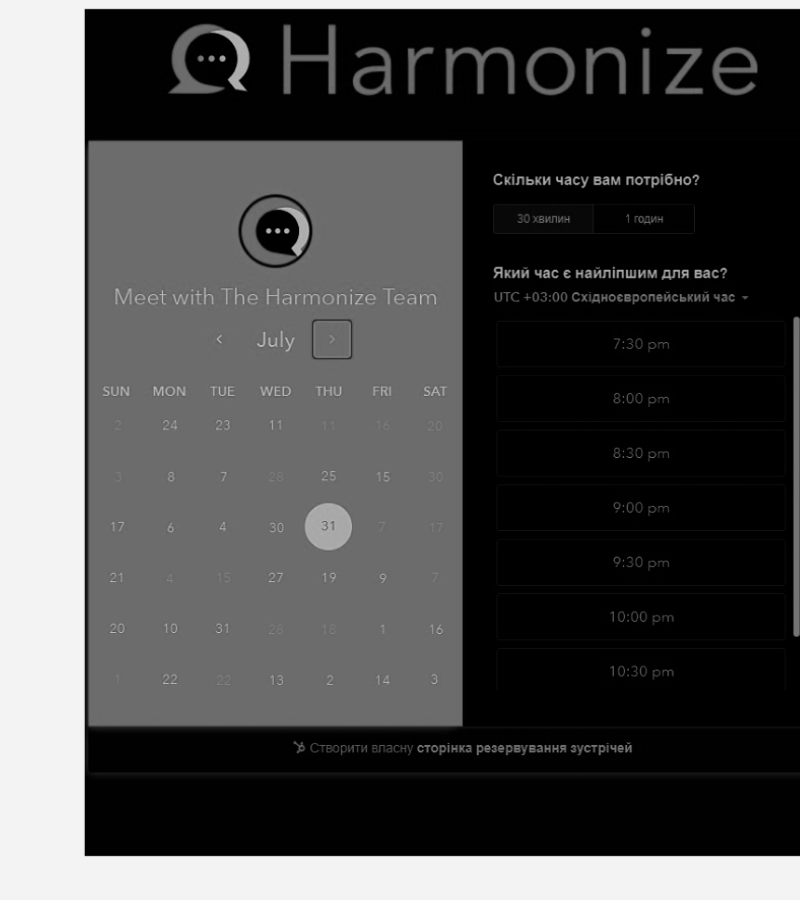 Harmonize
Meet with The Harmonize Team
July
SUN MON TUE WED THU FRI SAT
2 24 23 11 11 16 20
3 8 7 28 25 15 30
17 6 4 30 31 7 17
21 4 15 27 19 9 7
20 10 31 28 18 1 16
1 22 22 13 2 14 3
Скільки часу вам потрібно?
30 хвилин 1 годин
Який час є найліпшим для вас?
UTC +03:00 Східноєвропейський час
7:30 pm
8:00 pm
8:30 pm
9:00 pm
9:30 pm
10:00 pm
10:30 pm
Створити власну сторінка резервування зустрічей